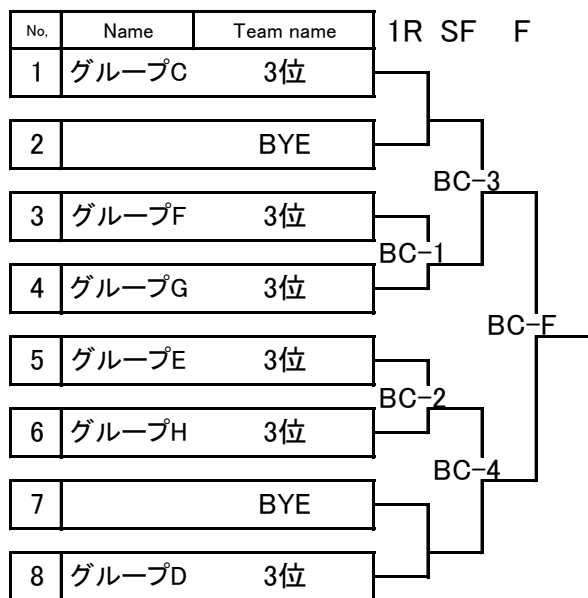 No, Name Team name 1R SF F
1 グループC 3位
2 BYE
BC-3
3 グループF 3位
BC-1
4 グループG 3位
BC-F
5 グループE 3位
BC-2
6 グループH 3位
BC-4
7 BYE
8 グループD 3位